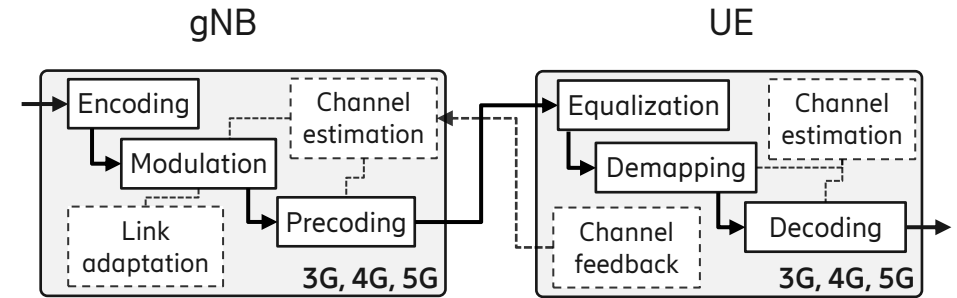 gNB
UE
Encoding
Channel
estimation
Modulation
Link
adaptation
Precoding
3G, 4G, 5G
Equalization
Channel
estimation
Demapping
Channel
feedback
Decoding
3G, 4G, 5G